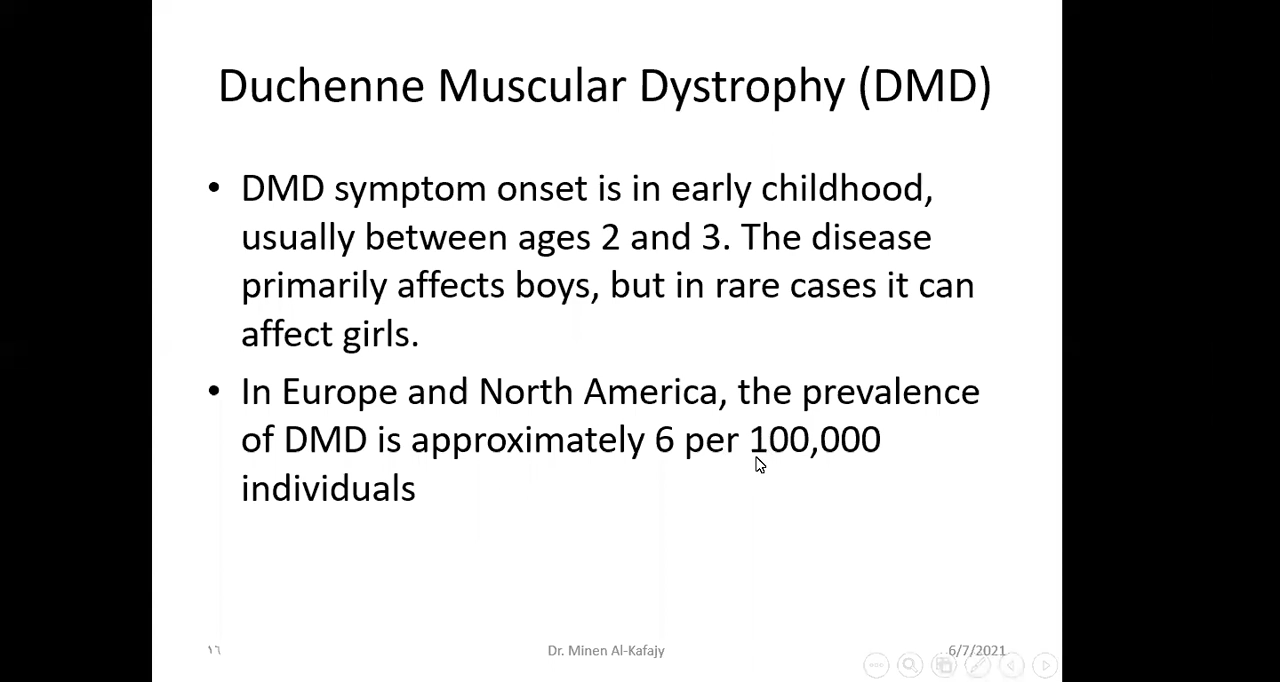 Duchenne Muscular Dystrophy (DMD)
• DMD symptom onset is in early childhood,
usually between ages 2 and 3. The disease
primarily affects boys, but in rare cases it can
affect girls.
• In Europe and North America, the prevalence
of DMD is approximately 6 per 100,000
individuals
١٦
Dr. Minen Al-Kafajy
6/7/2021